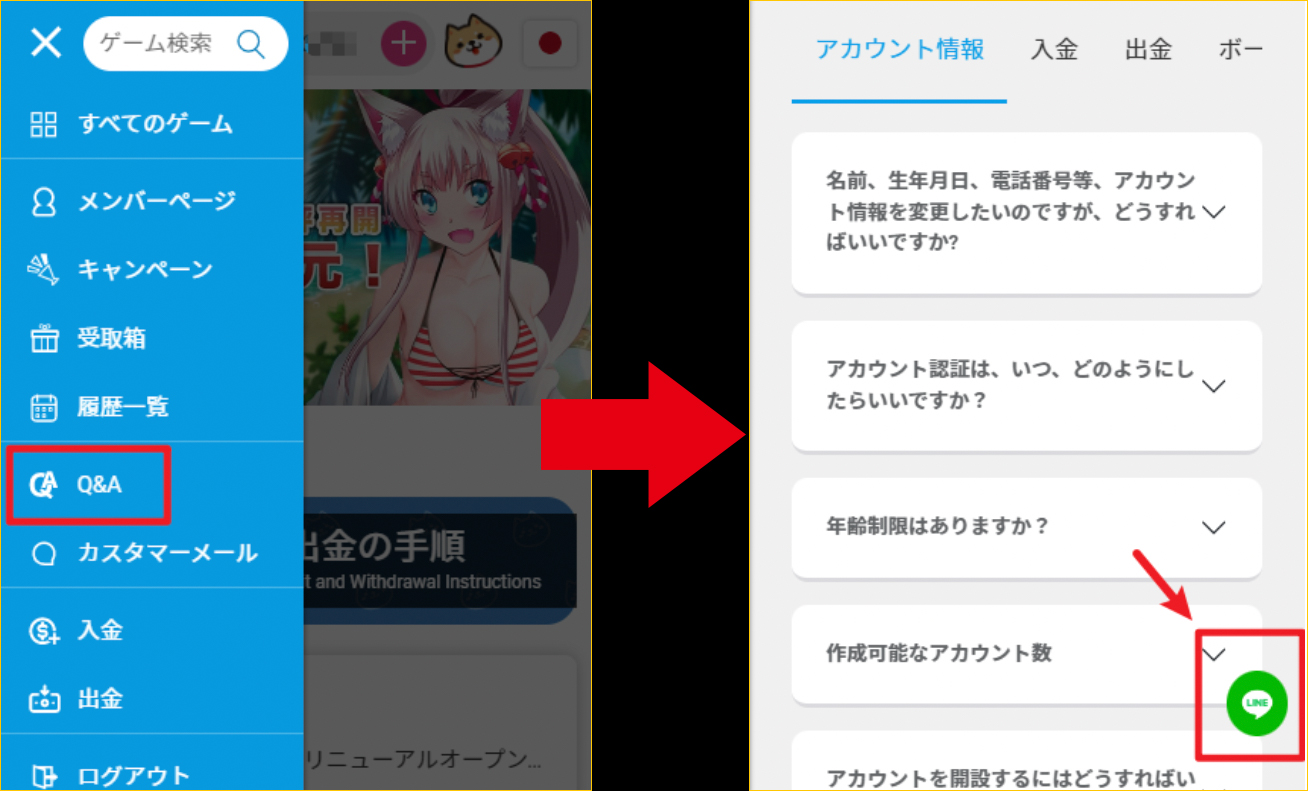 ゲーム検索
すべてのゲーム
メンバーページ
キャンペーン
受取箱
履歴一覧
Q&A
カスタマーメール
入金
出金
ログアウト
再開
元！
出金の手順
and Withdrawal Instructions
リニューアルオープン...
アカウント情報
入金
出金
ボー
名前、生年月日、電話番号等、アカウン
ト情報を変更したいのですが、どうすれ
ばいいですか?
アカウント認証は、いつ、どのようにし
たらいいですか？
年齢制限はありますか？
作成可能なアカウント数
LINE
アカウントを開設するにはどうすればい